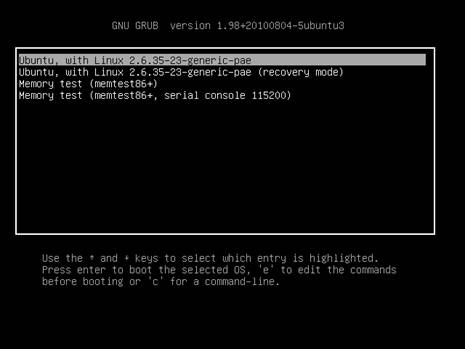 GNU GRUB  version 1.98+20100804-5ubuntu3
Ubuntu, with Linux 2.6.35-23-generic-pae
Ubuntu, with Linux 2.6.35-23-generic-pae (recovery mode)
Memory test (memtest86+)
Memory test (memtest86+, serial console 115200)
Use the ↑ and ↓ keys to select which entry is highlighted.
Press enter to boot the selected OS, 'e' to edit the commands
before booting or 'c' for a command-line.